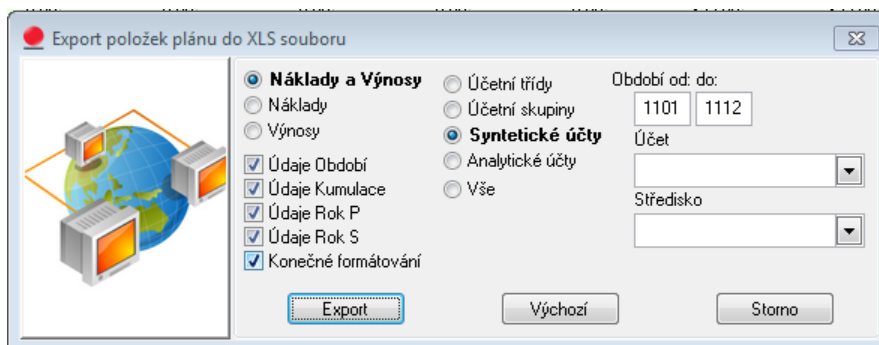 Export položek plánu do XLS souboru
Náklady a Výnosy
Náklady
Výnosy
Údaje Období
Údaje Kumulace
Údaje Rok P
Údaje Rok S
Konečné formátování
Účetní třídy
Účetní skupiny
Syntetické účty
Analytické účty
Vše
Období od: do:
1101 1112
Účet
Středisko
Export Výchozí Storno